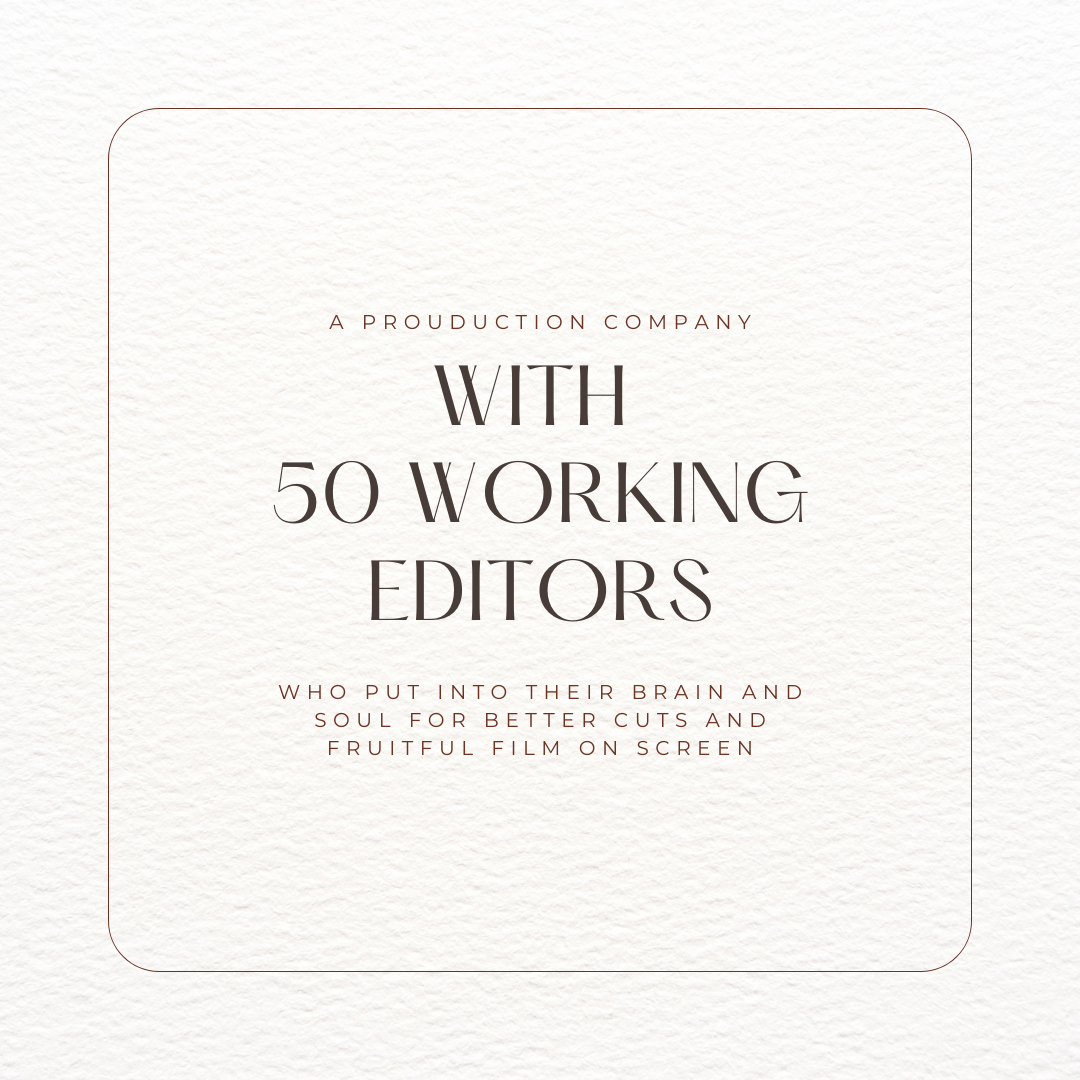 A PROUDUCTION COMPANY
WITH
50 WORKING
EDITORS
WHO PUT INTO THEIR BRAIN AND
SOUL FOR BETTER CUTS AND
FRUITFUL FILM ON SCREEN